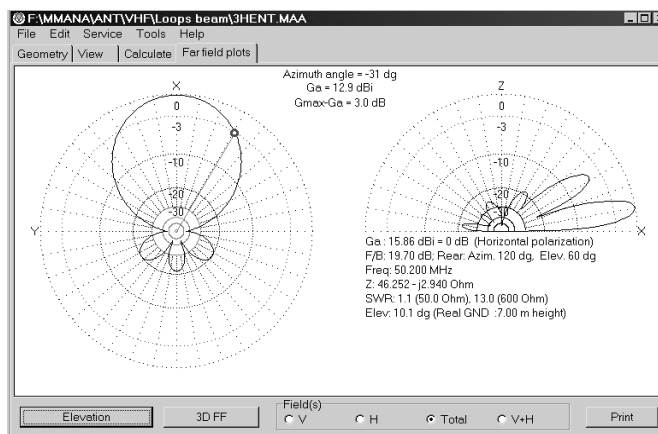 F:\MMANA\ANT\VHF\Loops beam\3HENT.MAA
File Edit Service Tools Help
Geometry View Calculate Far field plots
Azimuth angle = -31 dg
Ga = 12.9 dBi
Gmax-Ga = 3.0 dB
X
0
-3
-10
-20
-30
Y
Z
0
-3
-10
-20
-30
X
Ga : 15.86 dBi = 0 dB (Horizontal polarization)
F/B: 19.70 dB; Rear: Azim. 120 dg, Elev. 60 dg
Freq: 50.200 MHz
Z: 46.252 - j2.940 Ohm
SWR: 1.1 (50.0 Ohm), 13.0 (600 Ohm)
Elev: 10.1 dg (Real GND :7.00 m height)
Elevation
3D FF
Field(s)
V H Total V+H
Print